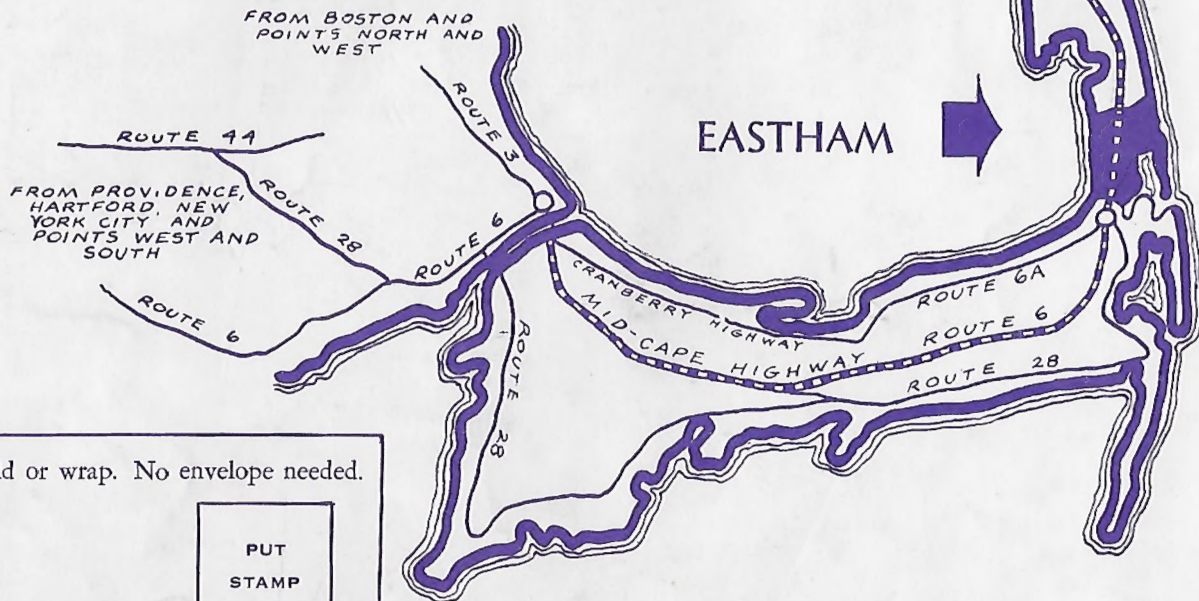 FROM BOSTON AND
POINTS NORTH AND
WEST
ROUTE 3
EASTHAM
ROUTE 44
FROM PROVIDENCE,
HARTFORD, NEW
YORK CITY AND
POINTS WEST AND
SOUTH
ROUTE 28
ROUTE 6
ROUTE 6
CRANBERRY HIGHWAY
ROUTE 6A
MID-CAPE HIGHWAY ROUTE 6
ROUTE 28
ROUTE 28
or wrap. No envelope needed.
PUT
STAMP